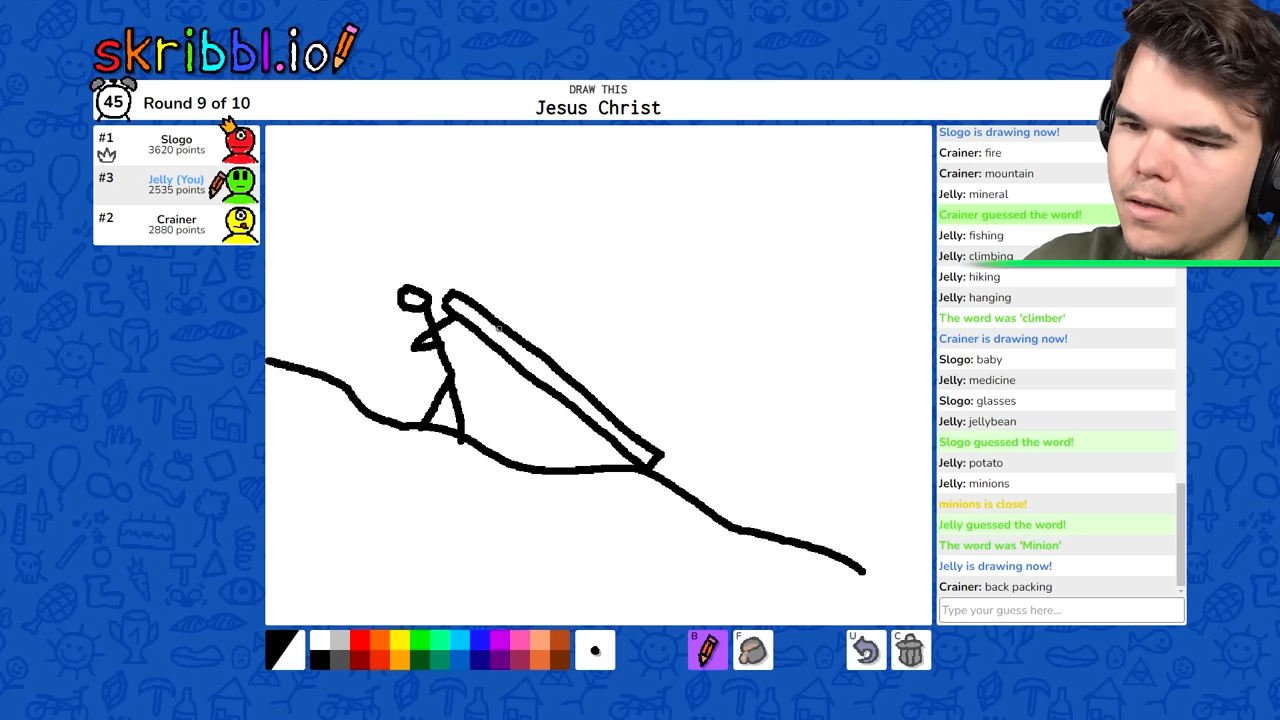 skribbl.io
45
Round 9 of 10
DRAW THIS
Jesus Christ
#1
Slogo
3620 points
#3
Jelly (You)
2535 points
#2
Crainer
2880 points
Slogo is drawing now!
Crainer: fire
Crainer: mountain
Jelly: mineral
Crainer guessed the word!
Jelly: fishing
Jelly: climbing
Jelly: hiking
Jelly: hanging
The word was 'climber'
Crainer is drawing now!
Slogo: baby
Jelly: medicine
Slogo: glasses
Jelly: jellybean
Slogo guessed the word!
Jelly: potato
Jelly: minions
minions is close!
Jelly guessed the word!
The word was 'Minion'
Jelly is drawing now!
Crainer: back packing
Type your guess here...
B
F
U
C